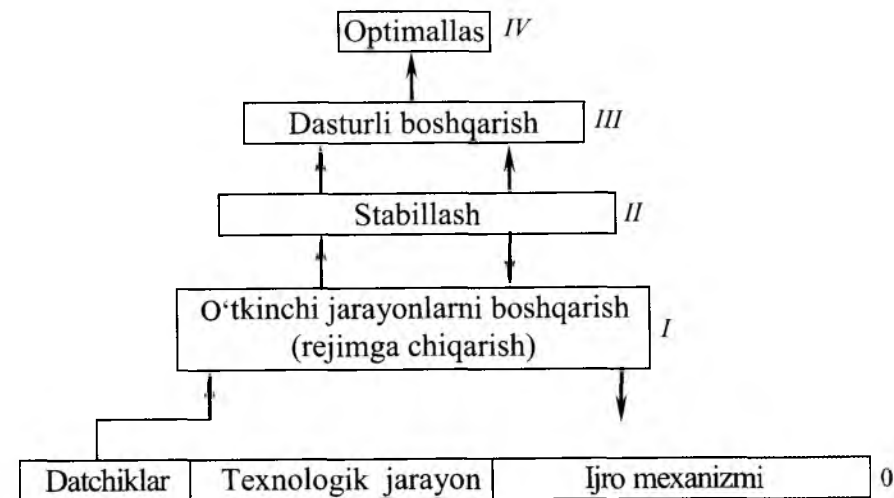 Optimallas IV
Dasturli boshqarish III
Stabillash II
O‘tkinchi jarayonlarni boshqarish
(rejimga chiqarish) I
Datchiklar Texnologik jarayon Ijro mexanizmi 0